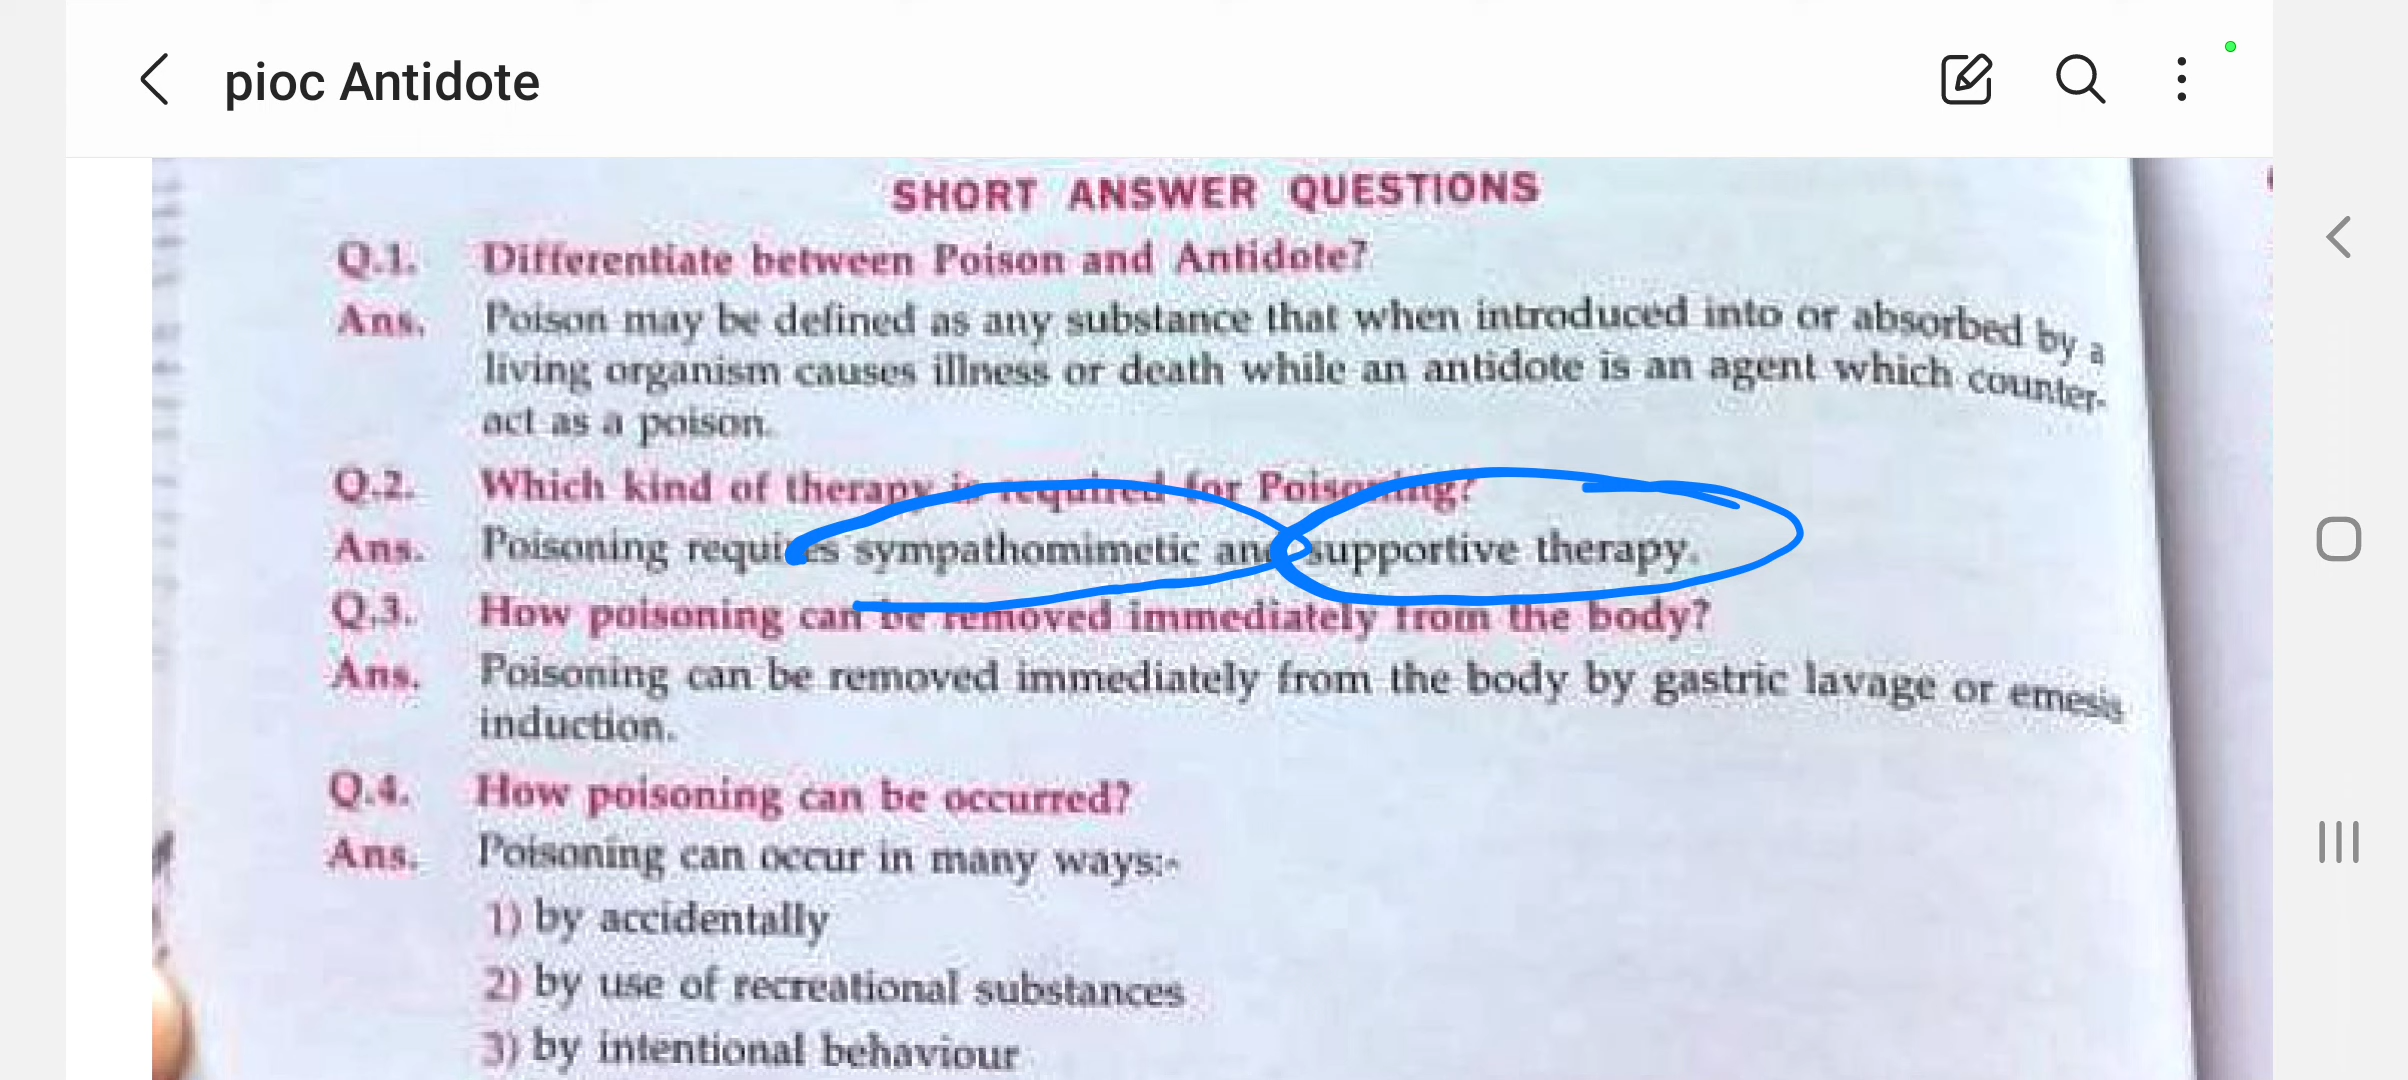 pioc Antidote
SHORT ANSWER QUESTIONS
Q.1. Differentiate between Poison and Antidote?
Ans. Poison may be defined as any substance that when introduced into or absorbed by a
living organism causes illness or death while an antidote is an agent which counter-
act as a poison.
Q.2. Which kind of therapy is required for Poisoning?
Ans. Poisoning requires sympathomimetic and supportive therapy.
Q.3. How poisoning can be removed immediately from the body?
Ans. Poisoning can be removed immediately from the body by gastric lavage or emesis
induction.
Q.4. How poisoning can be occurred?
Ans. Poisoning can occur in many ways:-
1) by accidentally
2) by use of recreational substances
3) by intentional behaviour